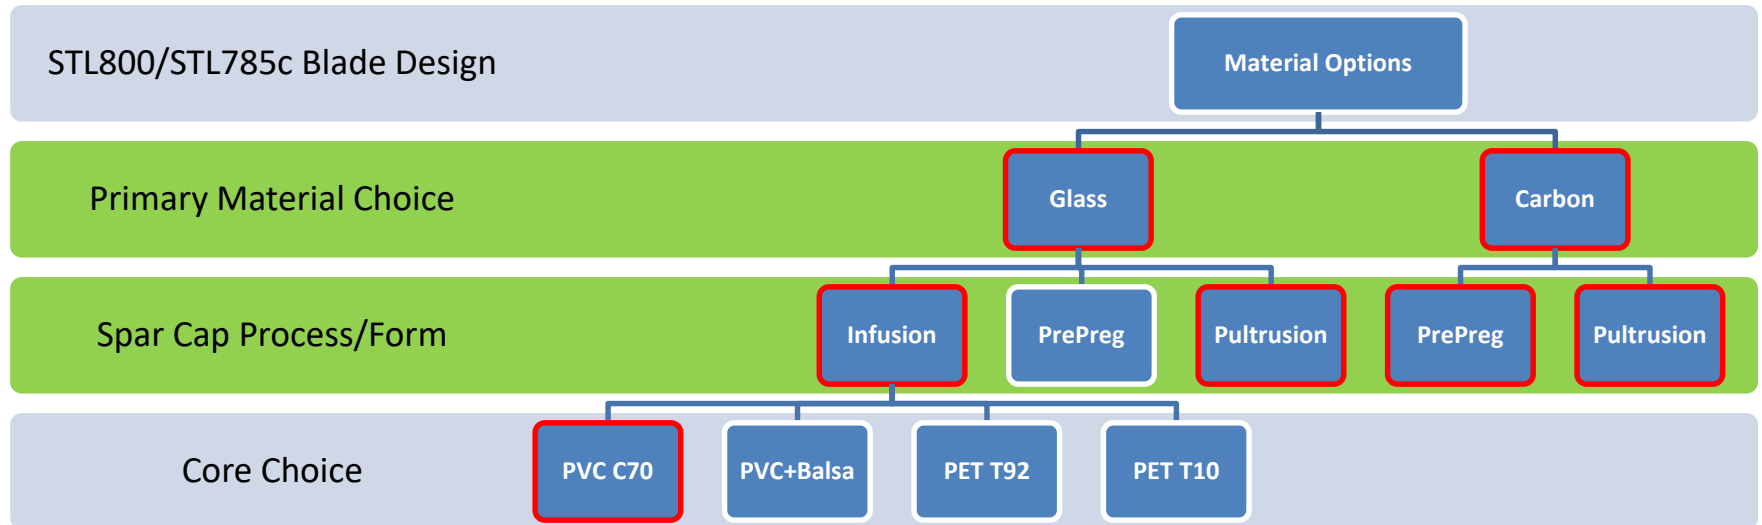 STL800/STL785c Blade Design
Material Options
Primary Material Choice
Glass
Carbon
Spar Cap Process/Form
Infusion
PrePreg
Pultrusion
PrePreg
Pultrusion
Core Choice
PVC C70
PVC+Balsa
PET T92
PET T10